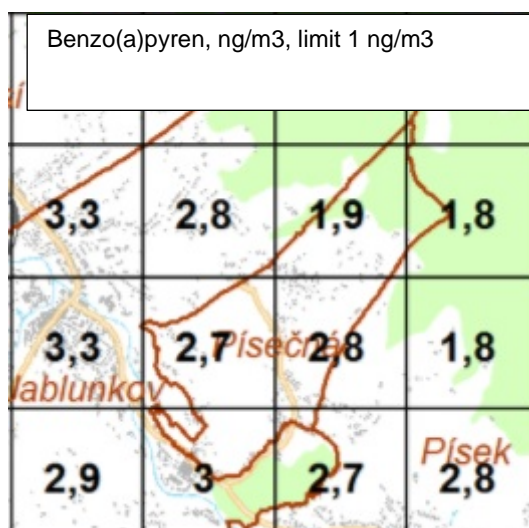 Benzo(a)pyren, ng/m3, limit 1 ng/m3
3,3 2,8 1,9 1,8
3,3 2,7 Písečná 2,8 1,8
Jablunkov
Písek
2,9 3 2,7 2,8